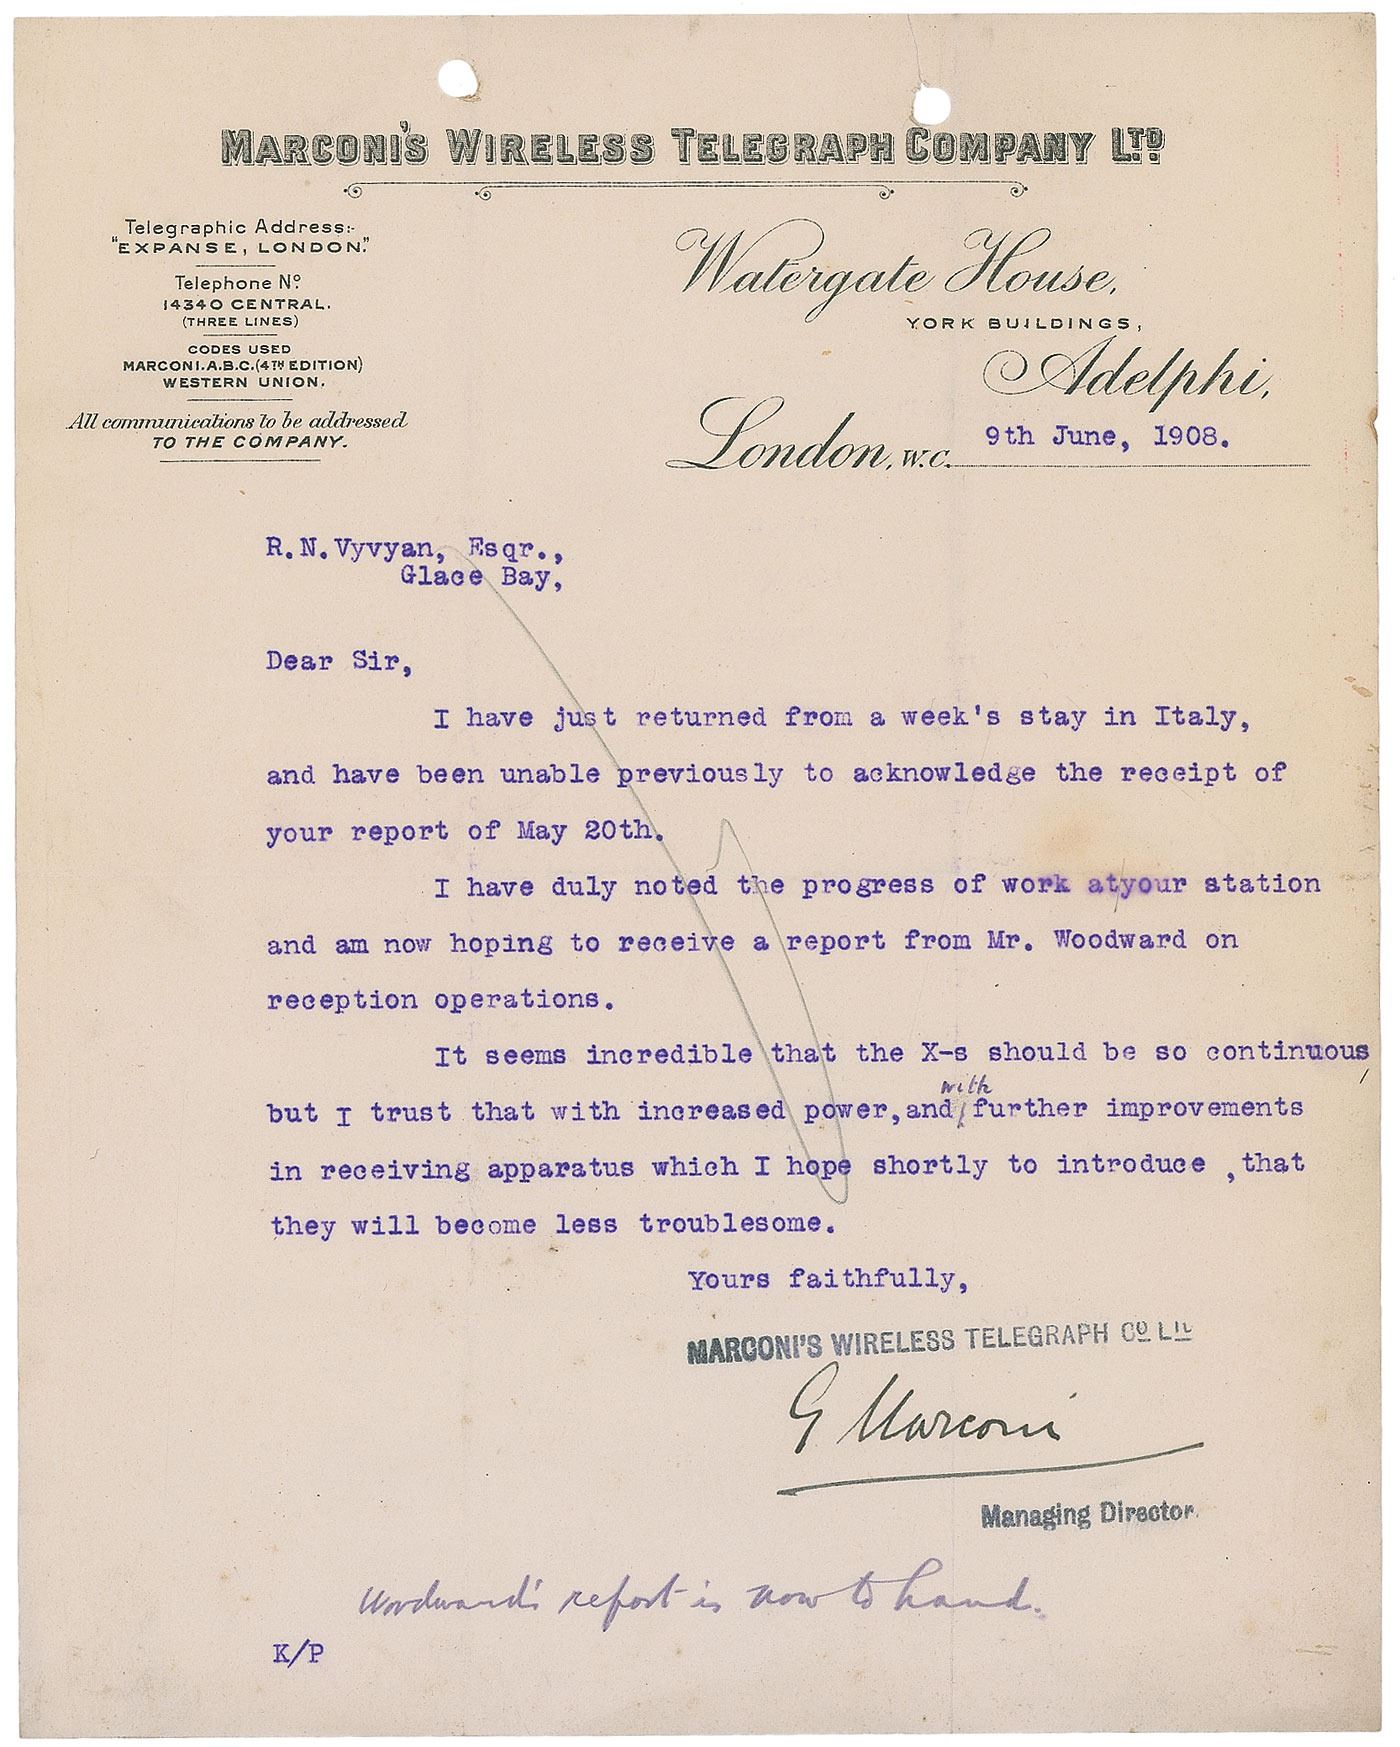 MARCONI'S WIRELESS TELEGRAPH COMPANY LTD.
Telegraphic Address:-
"EXPANSE, LONDON."
Telephone No.
14340 CENTRAL.
(THREE LINES)
CODES USED
MARCONI.A.B.C.(4TH EDITION)
WESTERN UNION.
All communications to be addressed
TO THE COMPANY.
Watergate House,
YORK BUILDINGS,
Adelphi,
London, W.C. 9th June, 1908.
R.N.Vyvyan, Esqr.,
Glace Bay,
Dear Sir,
I have just returned from a week's stay in Italy,
and have been unable previously to acknowledge the receipt of
your report of May 20th.
I have duly noted the progress of work at/your station
and am now hoping to receive a report from Mr. Woodward on
reception operations.
It seems incredible that the X-s should be so continuous,
with
but I trust that with increased power,and further improvements
in receiving apparatus which I hope shortly to introduce ,that
they will become less troublesome.
Yours faithfully,
MARCONI'S WIRELESS TELEGRAPH CO LTD
G Marconi
Managing Director.
Woodward's report is now to hand.
K/P